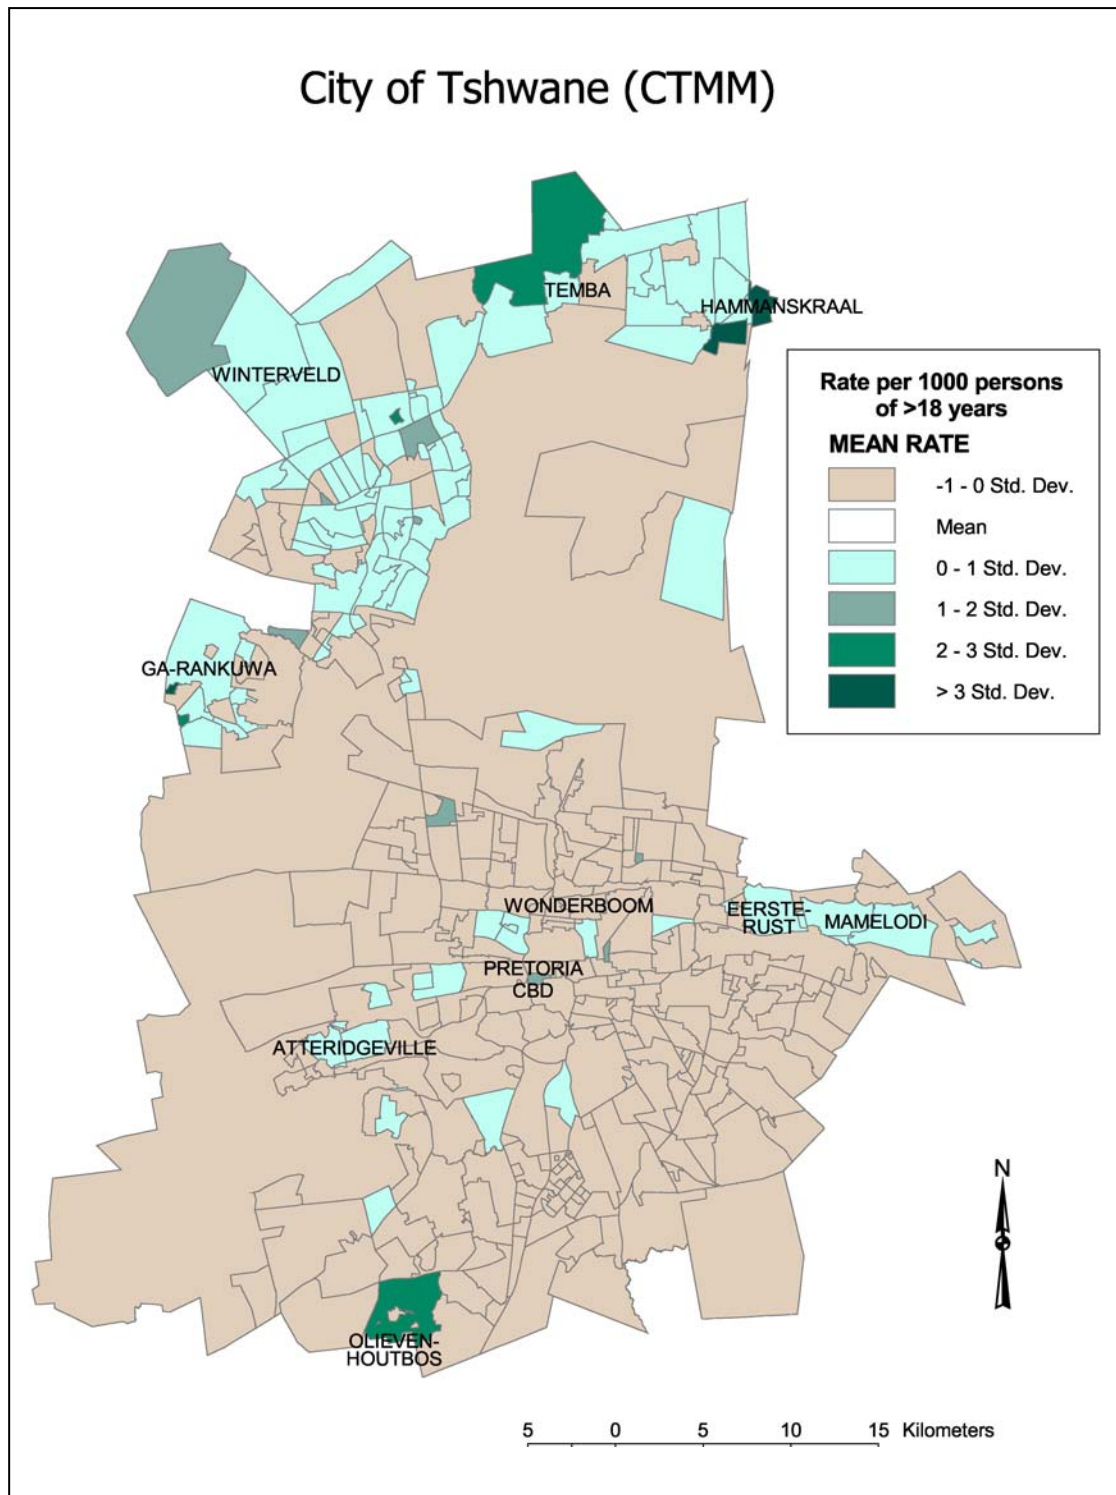 City of Tshwane (CTMM)
TEMBA
HAMMANSKRAAL
WINTERVELD
Rate per 1000 persons
of >18 years
MEAN RATE
-1 - 0 Std. Dev.
Mean
0 - 1 Std. Dev.
1 - 2 Std. Dev.
2 - 3 Std. Dev.
> 3 Std. Dev.
GA-RANKUWA
WONDERBOOM
EERSTE-
RUST
MAMELODI
PRETORIA
CBD
ATTERIDGEVILLE
N
OLIEVEN-
HOUTBOS
5 0 5 10 15 Kilometers